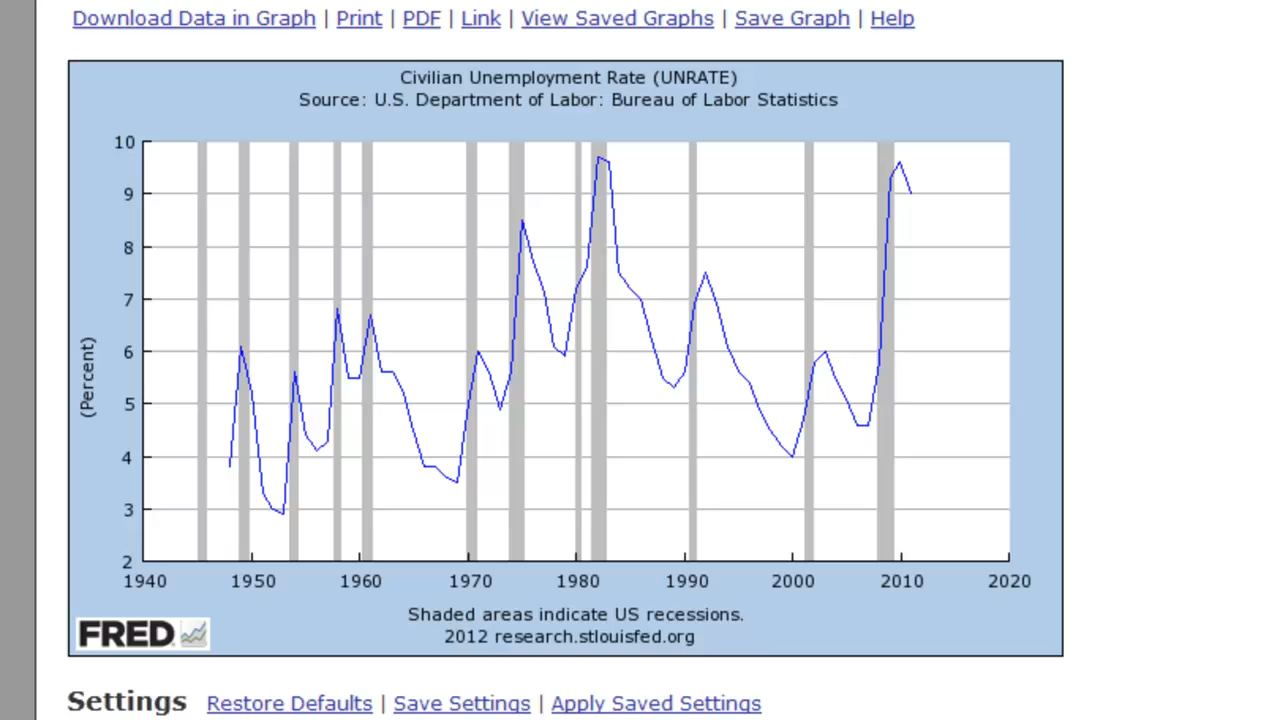 Download Data in Graph | Print | PDF | Link | View Saved Graphs | Save Graph | Help
Civilian Unemployment Rate (UNRATE)
Source: U.S. Department of Labor: Bureau of Labor Statistics
10
9
8
7
6
5
4
3
2
(Percent)
1940 1950 1960 1970 1980 1990 2000 2010 2020
Shaded areas indicate US recessions.
2012 research.stlouisfed.org
FRED
Settings Restore Defaults | Save Settings | Apply Saved Settings